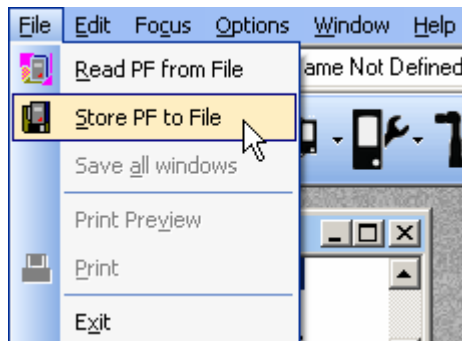 File Edit Focus Options Window Help
Read PF from File
ame Not Defined
Store PF to File
Save all windows
Print Preview
Print
Exit